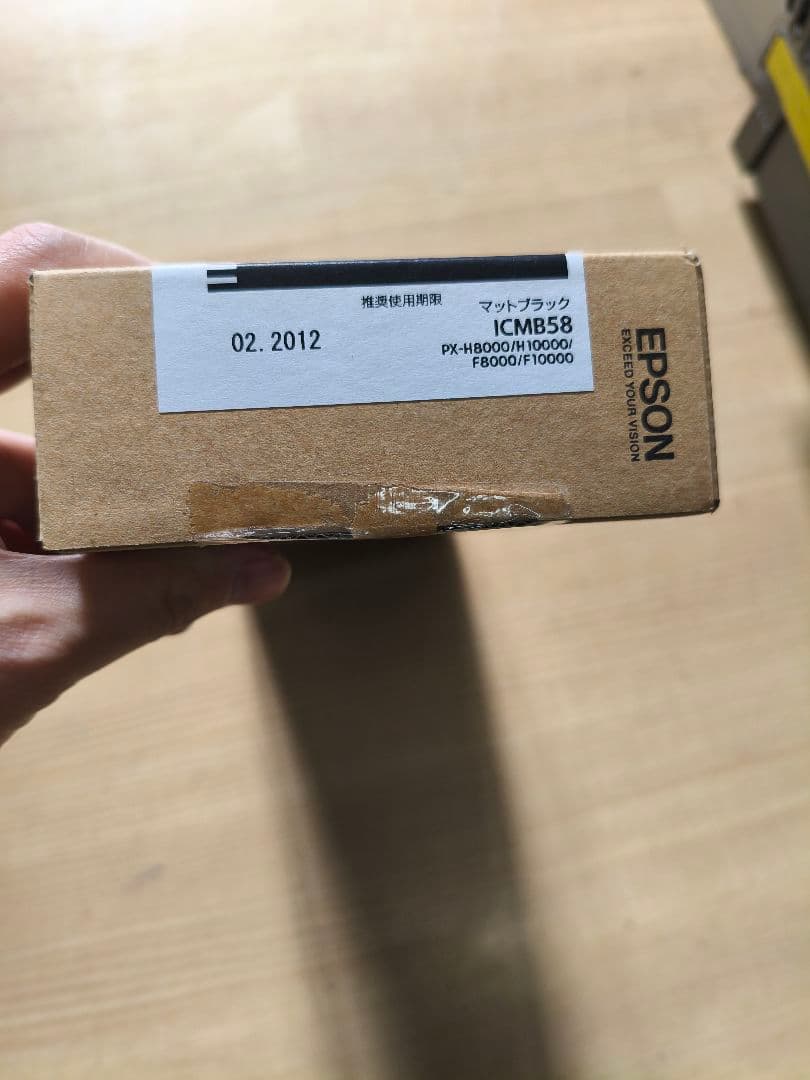 推奨使用期限
02.2012
マットブラック
ICMB58
PX-H8000/H10000/
F8000/F10000
EPSON
EXCEED YOUR VISION